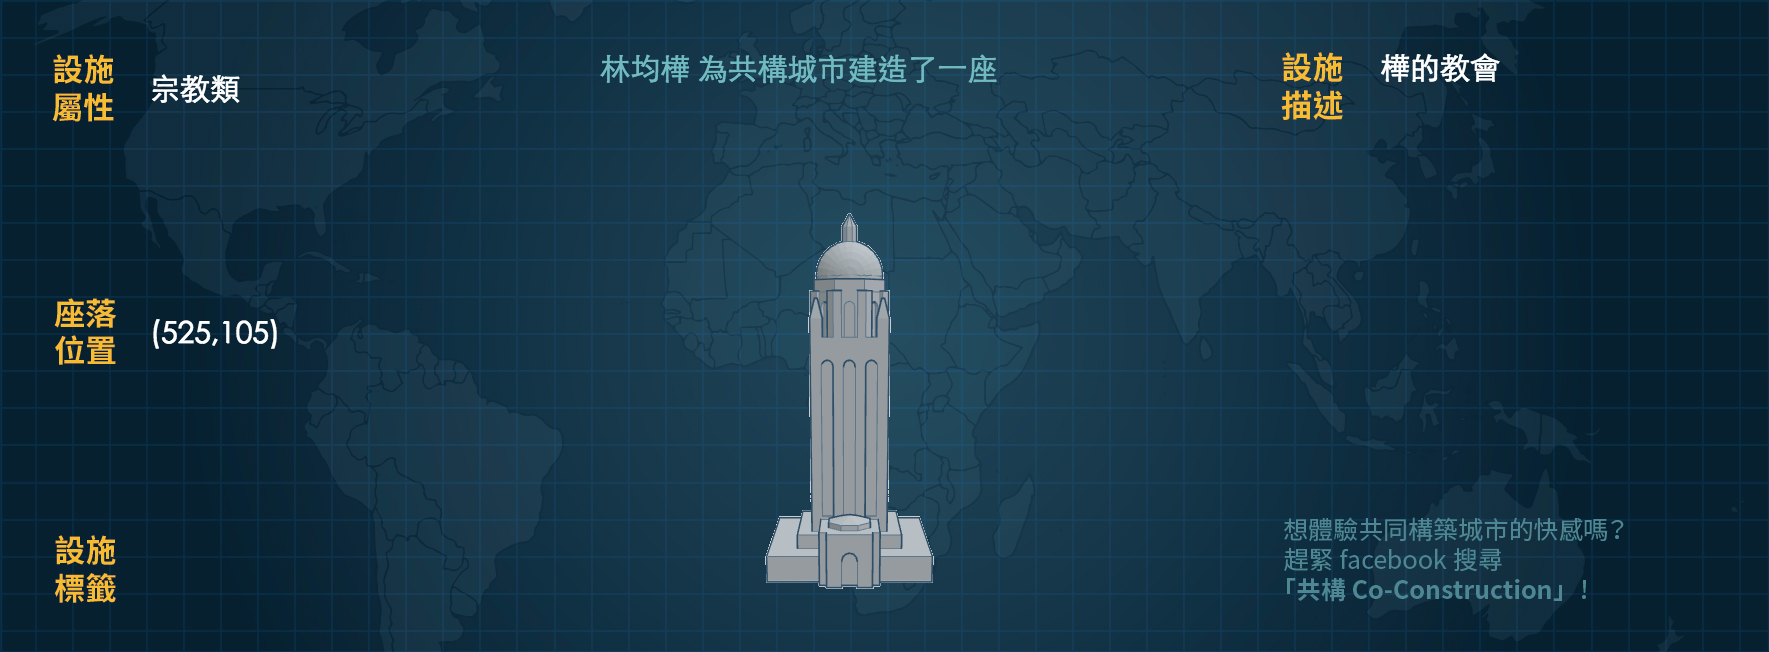 設施
屬性
宗教類
林均樺 為共構城市建造了一座
設施
描述
樺的教會
座落
位置
(525,105)
設施
標籤
想體驗共同構築城市的快感嗎？
趕緊 facebook 搜尋
「共構 Co-Construction」！